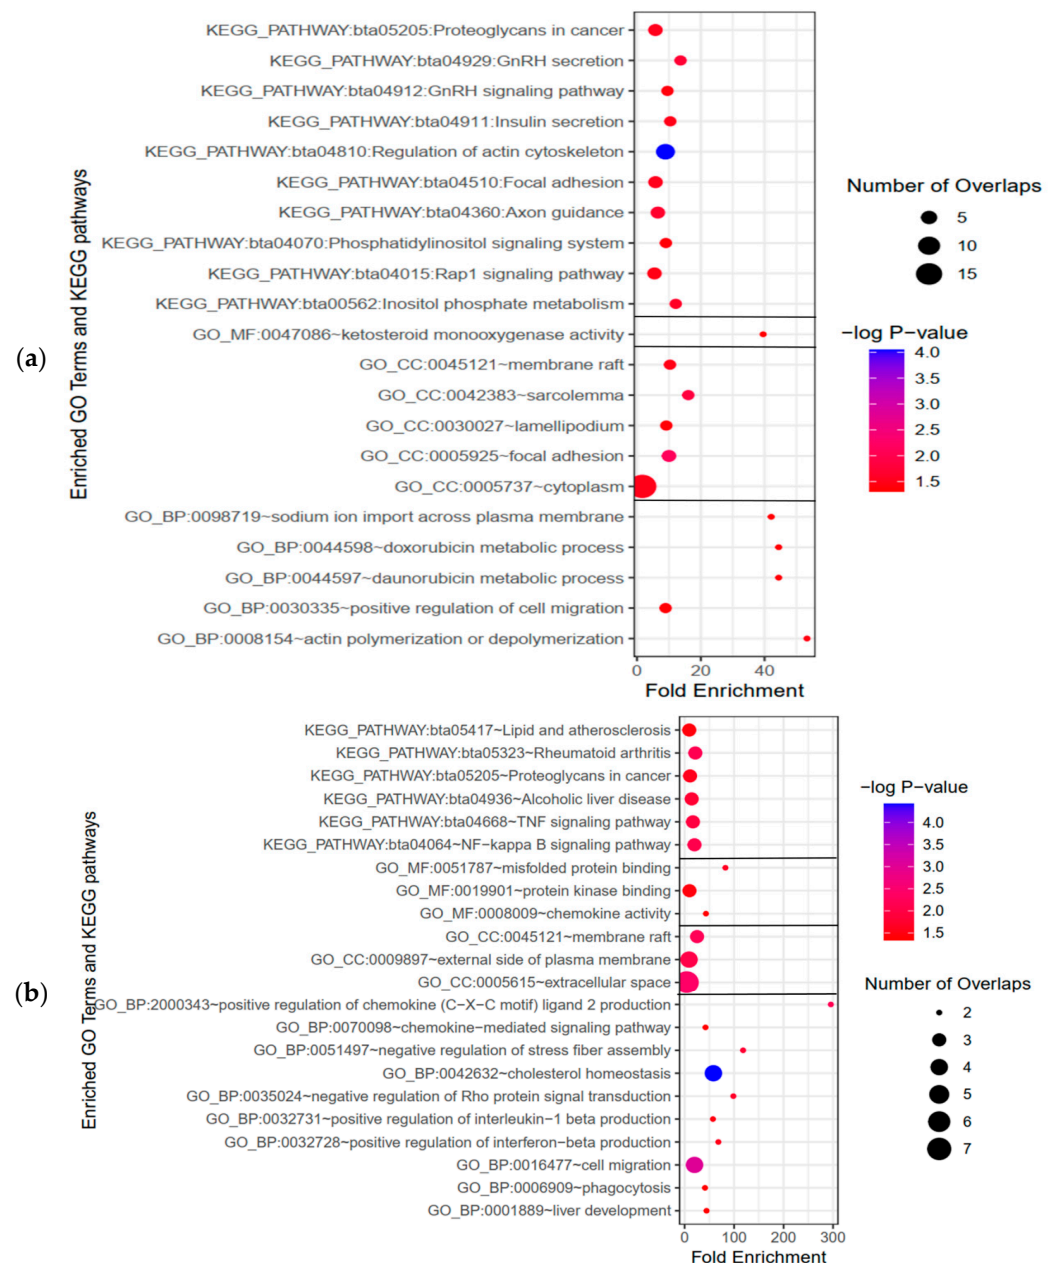 KEGG_PATHWAY:bta05205:Proteoglycans in cancer
KEGG_PATHWAY:bta04929:GnRH secretion
KEGG_PATHWAY:bta04912:GnRH signaling pathway
KEGG_PATHWAY:bta04911:Insulin secretion
KEGG_PATHWAY:bta04810:Regulation of actin cytoskeleton
KEGG_PATHWAY:bta04510:Focal adhesion
KEGG_PATHWAY:bta04360:Axon guidance
KEGG_PATHWAY:bta04070:Phosphatidylinositol signaling system
KEGG_PATHWAY:bta04015:Rap1 signaling pathway
KEGG_PATHWAY:bta00562:Inositol phosphate metabolism
GO_MF:0047086~ketosteroid monooxygenase activity
GO_CC:0045121~membrane raft
GO_CC:0042383~sarcolemma
GO_CC:0030027~lamellipodium
GO_CC:0005925~focal adhesion
GO_CC:0005737~cytoplasm
GO_BP:0098719~sodium ion import across plasma membrane
GO_BP:0044598~doxorubicin metabolic process
GO_BP:0044597~daunorubicin metabolic process
GO_BP:0030335~positive regulation of cell migration
GO_BP:0008154~actin polymerization or depolymerization
0 20 40
Fold Enrichment
Enriched GO Terms and KEGG pathways
(a)
Number of Overlaps
5
10
15
−log P−value
4.0
3.5
3.0
2.5
2.0
1.5
KEGG_PATHWAY:bta05417~Lipid and atherosclerosis
KEGG_PATHWAY:bta05323~Rheumatoid arthritis
KEGG_PATHWAY:bta05205~Proteoglycans in cancer
KEGG_PATHWAY:bta04936~Alcoholic liver disease
KEGG_PATHWAY:bta04668~TNF signaling pathway
KEGG_PATHWAY:bta04064~NF−kappa B signaling pathway
GO_MF:0051787~misfolded protein binding
GO_MF:0019901~protein kinase binding
GO_MF:0008009~chemokine activity
GO_CC:0045121~membrane raft
GO_CC:0009897~external side of plasma membrane
GO_CC:0005615~extracellular space
GO_BP:2000343~positive regulation of chemokine (C−X−C motif) ligand 2 production
GO_BP:0070098~chemokine−mediated signaling pathway
GO_BP:0051497~negative regulation of stress fiber assembly
GO_BP:0042632~cholesterol homeostasis
GO_BP:0035024~negative regulation of Rho protein signal transduction
GO_BP:0032731~positive regulation of interleukin−1 beta production
GO_BP:0032728~positive regulation of interferon−beta production
GO_BP:0016477~cell migration
GO_BP:0006909~phagocytosis
GO_BP:0001889~liver development
0 100 200 300
Fold Enrichment
Enriched GO Terms and KEGG pathways
(b)
−log P−value
4.0
3.5
3.0
2.5
2.0
1.5
Number of Overlaps
2
3
4
5
6
7